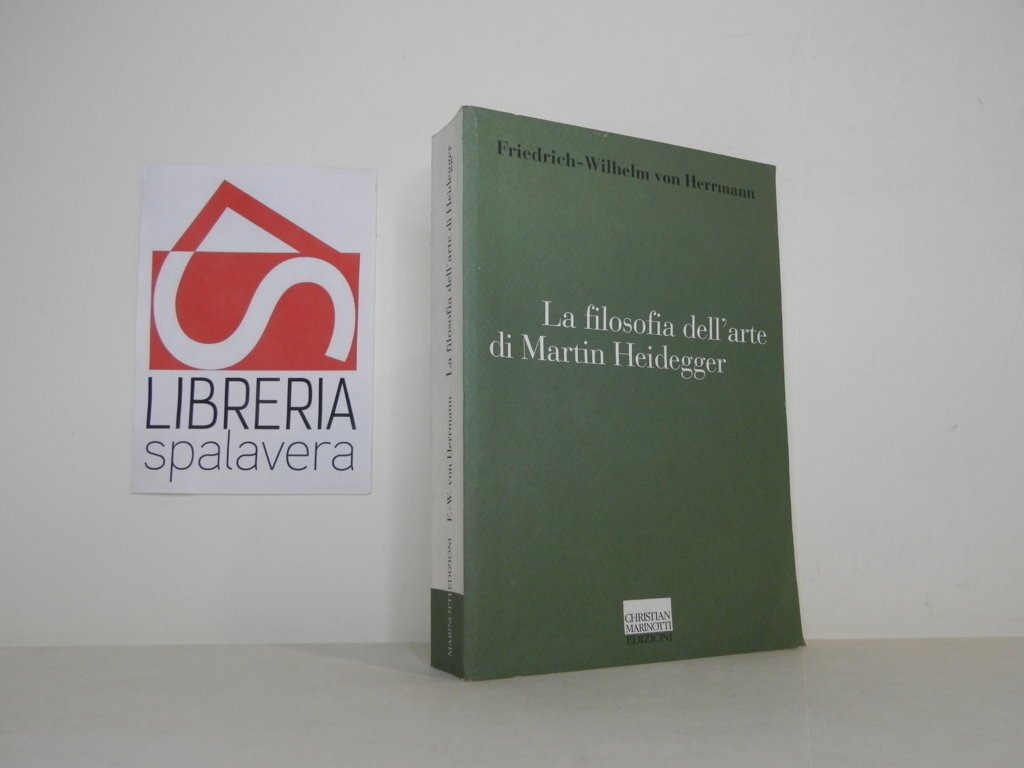 LIBRERIA
spalavera
MARINOTTI EDIZIONI F.-W. von Herrmann La filosofia dell'arte di Heidegger
Friedrich-Wilhelm von Herrmann
La filosofia dell'arte
di Martin Heidegger
CHRISTIAN
MARINOTTI
EDIZIONI